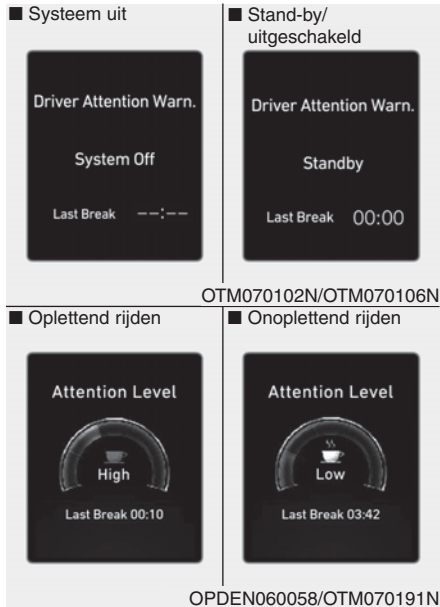 ■ Systeem uit
■ Stand-by/
uitgeschakeld
Driver Attention Warn.
System Off
Last Break --:--
Driver Attention Warn.
Standby
Last Break 00:00
OTM070102N/OTM070106N
■ Oplettend rijden
■ Onoplettend rijden
Attention Level
High
Last Break 00:10
Attention Level
Low
Last Break 03:42
OPDEN060058/OTM070191N